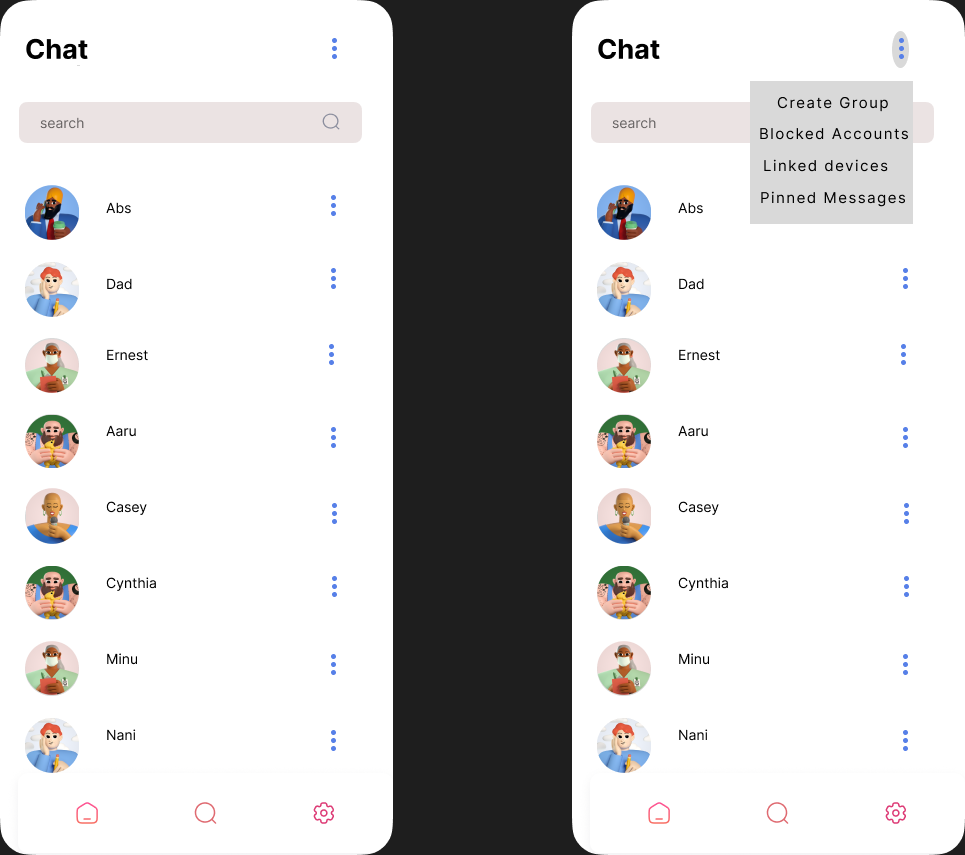 Chat
search
Abs
Dad
Ernest
Aaru
Casey
Cynthia
Minu
Nani
Chat
Create Group
Blocked Accounts
Linked devices
Pinned Messages
search
Abs
Dad
Ernest
Aaru
Casey
Cynthia
Minu
Nani